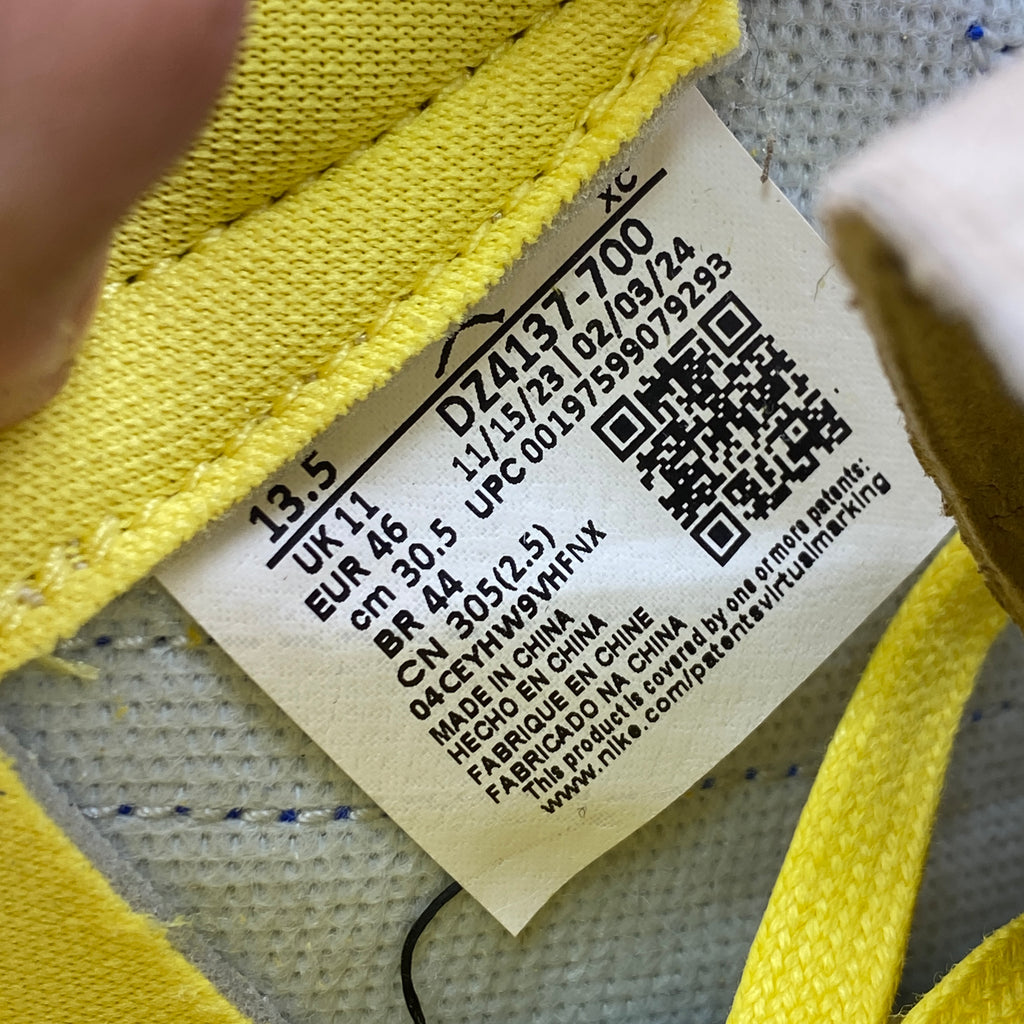 XC
13.5
DZ4137-700
UK 11
11/15/23 | 02/03/24
EUR 46
UPC 00197599079293
cm 30.5
BR 44
CN 305(2.5)
04CEYHW9VHFNX
MADE IN CHINA
HECHO EN CHINA
FABRIQUE EN CHINE
FABRICADO NA CHINA
This product is covered by one or more patents:
www.nike.com/patentsvirtualmarking